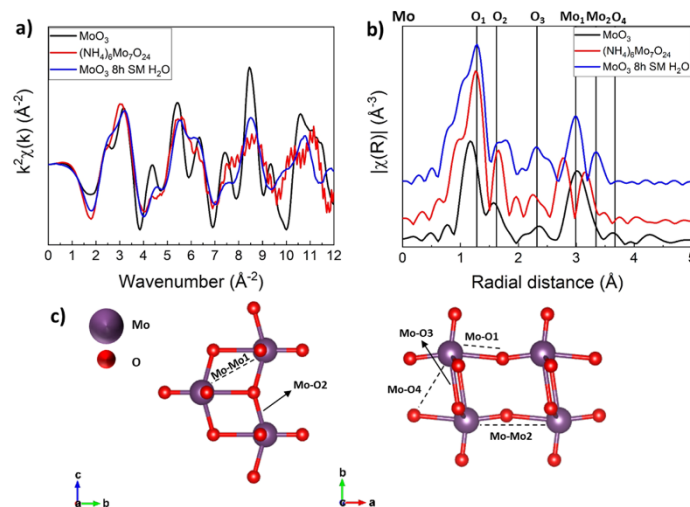 a)
MoO₃
(NH₄)₆Mo₇O₂₄
MoO₃ 8h SM H₂O
k²χ(k) (Å⁻²)
0 1 2 3 4 5 6 7 8 9 10 11 12
Wavenumber (Å⁻²)
b)
Mo O₁ O₂ O₃ Mo₁ Mo₂ O₄
MoO₃
(NH₄)₆Mo₇O₂₄
MoO₃ 8h SM H₂O
|χ(R)| (Å⁻³)
0 1 2 3 4 5
Radial distance (Å)
c)
Mo
O
Mo-Mo1
Mo-O2
c
a b
Mo-O3
Mo-O1
Mo-O4
Mo-Mo2
b
c a